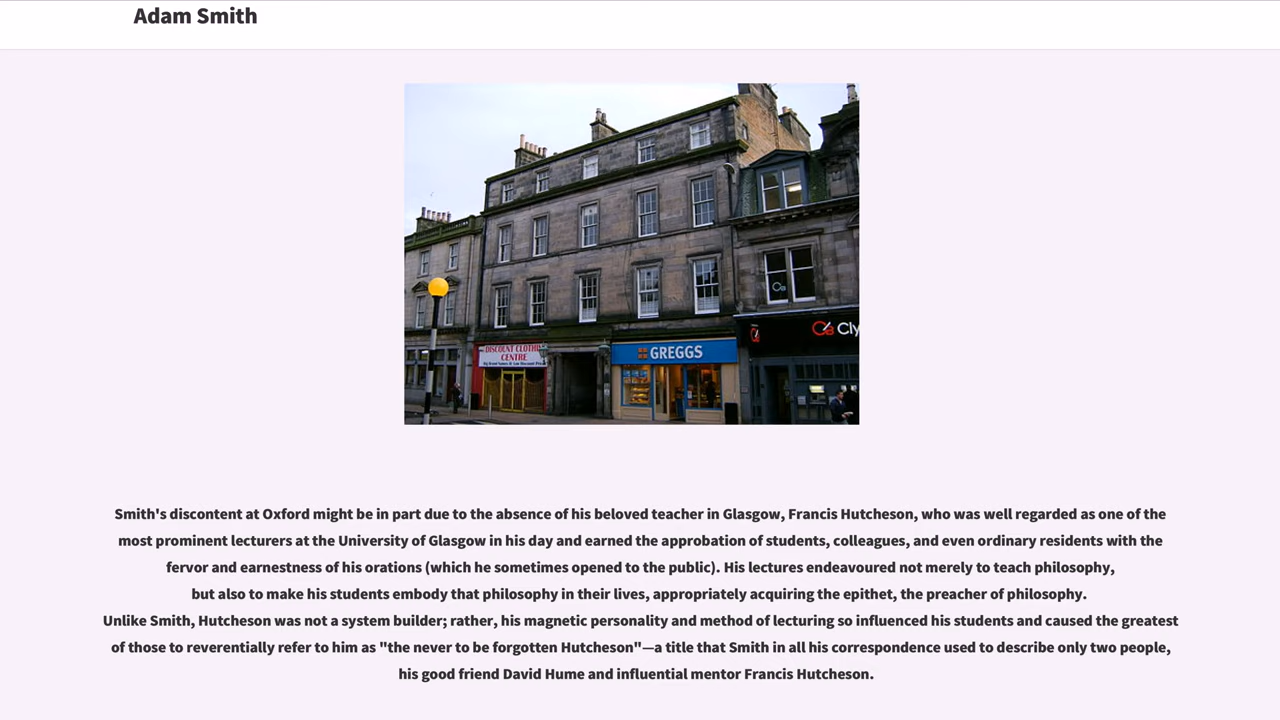 Adam Smith
DISCOUNT CLOTHI
CENTRE
GREGGS
Ca Cly
Smith's discontent at Oxford might be in part due to the absence of his beloved teacher in Glasgow, Francis Hutcheson, who was well regarded as one of the
most prominent lecturers at the University of Glasgow in his day and earned the approbation of students, colleagues, and even ordinary residents with the
fervor and earnestness of his orations (which he sometimes opened to the public). His lectures endeavoured not merely to teach philosophy,
but also to make his students embody that philosophy in their lives, appropriately acquiring the epithet, the preacher of philosophy.
Unlike Smith, Hutcheson was not a system builder; rather, his magnetic personality and method of lecturing so influenced his students and caused the greatest
of those to reverentially refer to him as "the never to be forgotten Hutcheson"—a title that Smith in all his correspondence used to describe only two people,
his good friend David Hume and influential mentor Francis Hutcheson.